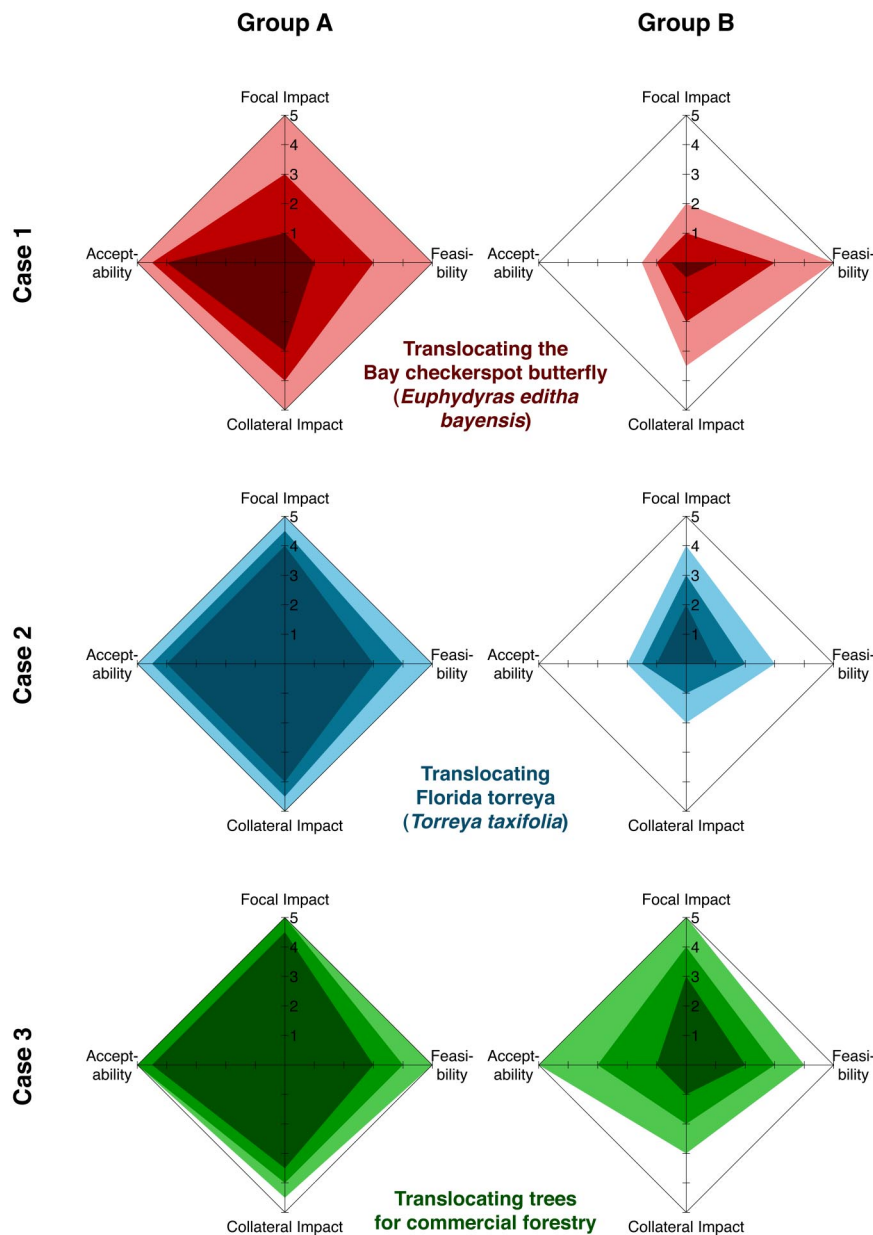 Group A
Group B
Case 1
Focal Impact
5
4
3
2
1
Accept-
ability
Feasi-
bility
Collateral Impact
Focal Impact
5
4
3
2
1
Accept-
ability
Feasi-
bility
Collateral Impact
Translocating the
Bay checkerspot butterfly
(Euphydyras editha
bayensis)
Case 2
Focal Impact
5
4
3
2
1
Accept-
ability
Feasi-
bility
Collateral Impact
Focal Impact
5
4
3
2
1
Accept-
ability
Feasi-
bility
Collateral Impact
Translocating
Florida torreya
(Torreya taxifolia)
Case 3
Focal Impact
5
4
3
2
1
Accept-
ability
Feasi-
bility
Collateral Impact
Focal Impact
5
4
3
2
1
Accept-
ability
Feasi-
bility
Collateral Impact
Translocating trees
for commercial forestry